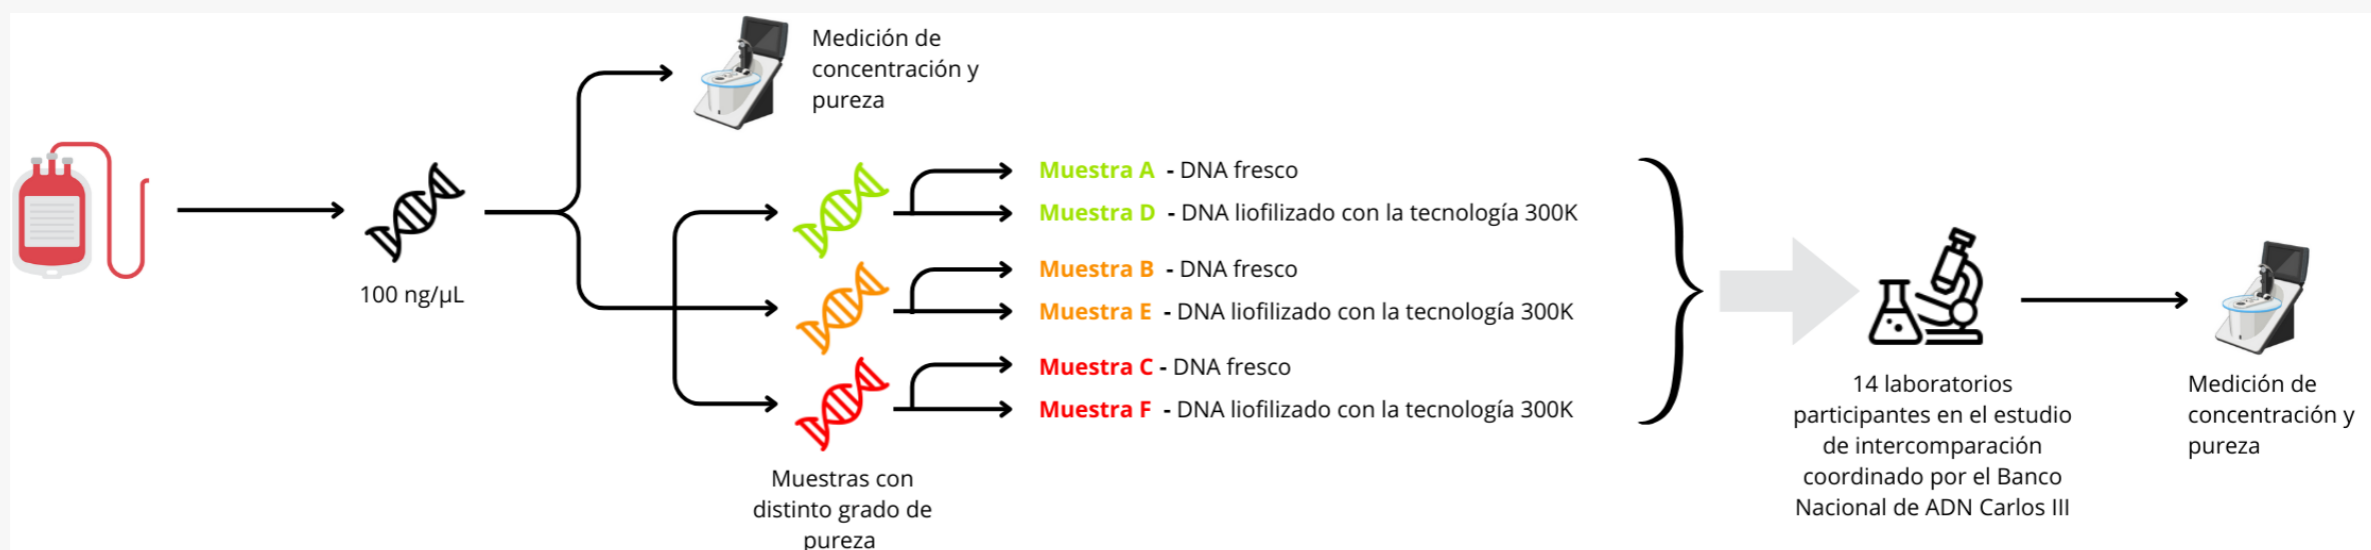 Medición de
concentración y
pureza
100 ng/µL
Muestra A - DNA fresco
Muestra D - DNA liofilizado con la tecnología 300K
Muestra B - DNA fresco
Muestra E - DNA liofilizado con la tecnología 300K
Muestra C - DNA fresco
Muestra F - DNA liofilizado con la tecnología 300K
Muestras con
distinto grado de
pureza
14 laboratorios
participantes en el estudio
de intercomparación
coordinado por el Banco
Nacional de ADN Carlos III
Medición de
concentración y
pureza